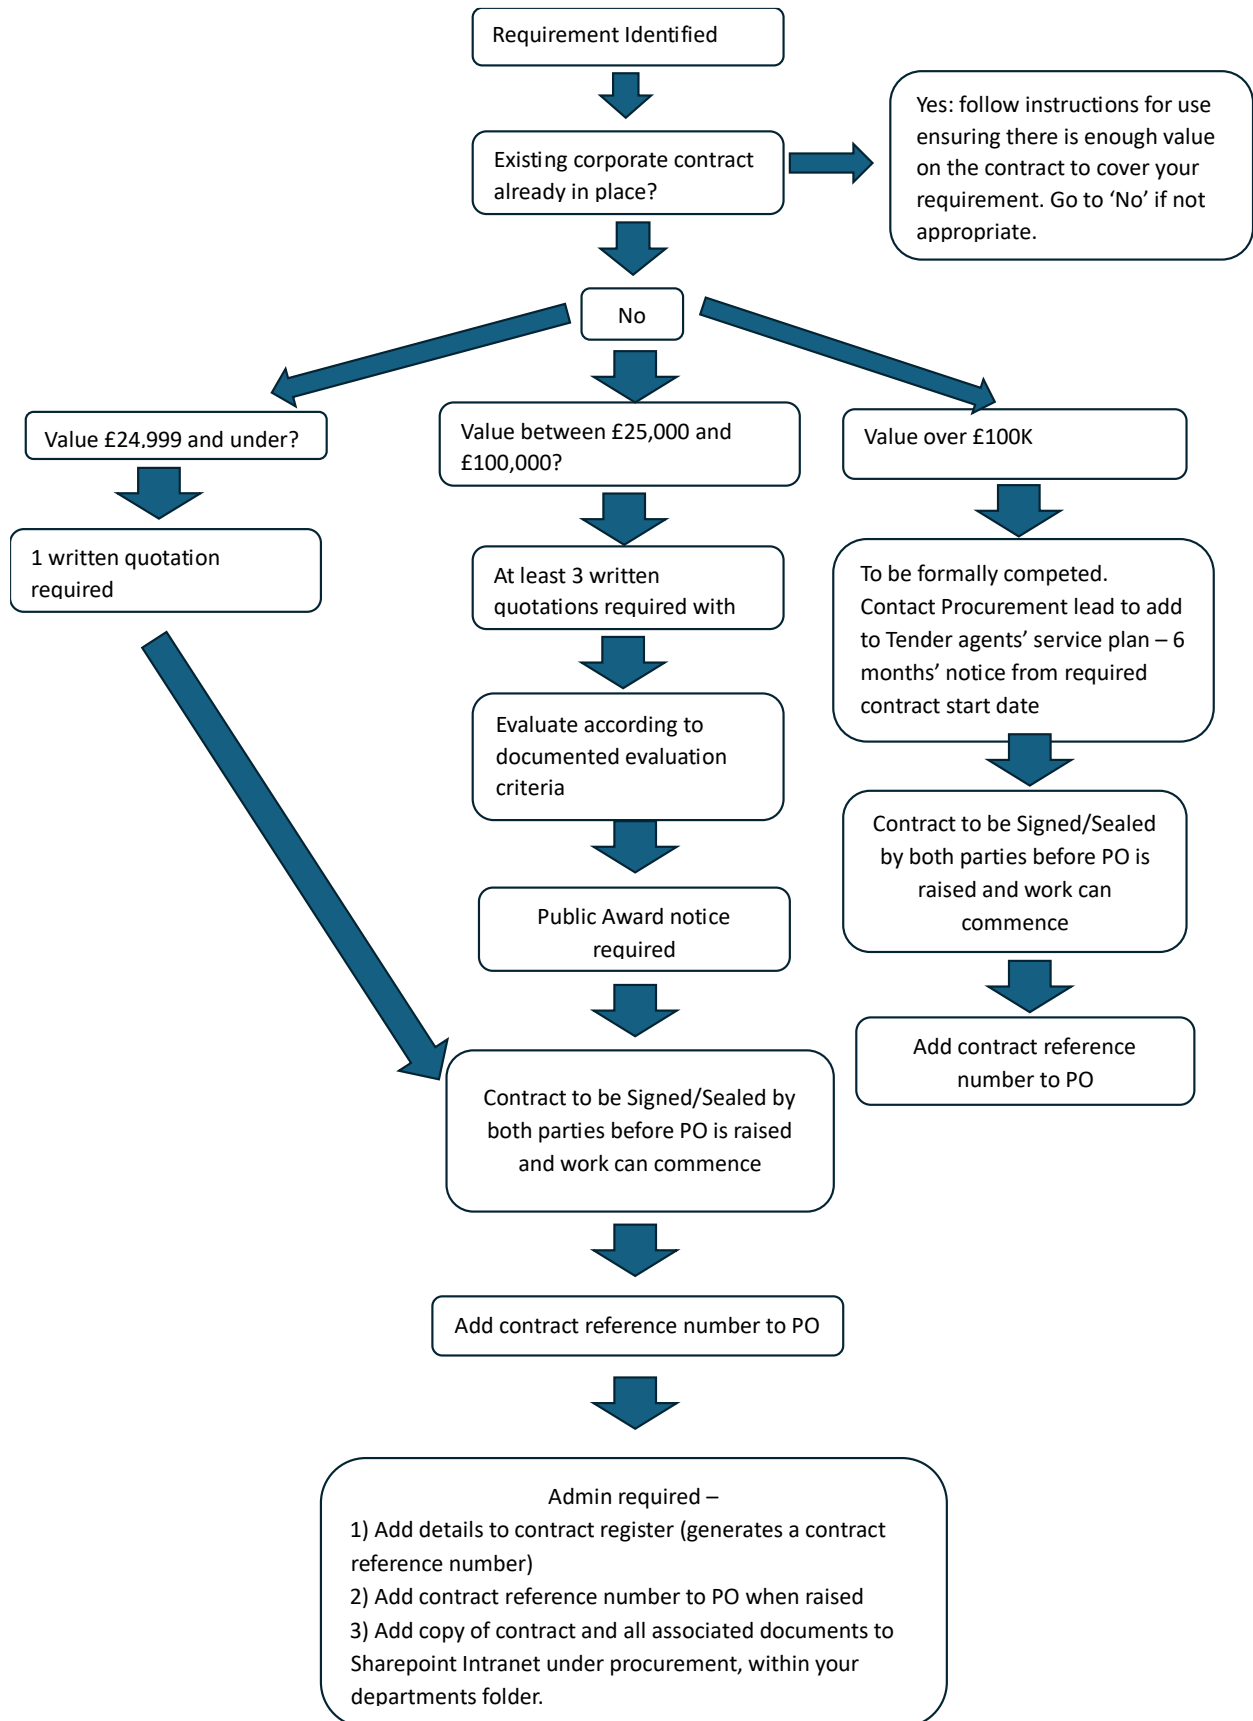 Requirement Identified
Existing corporate contract
already in place?
Yes: follow instructions for use
ensuring there is enough value
on the contract to cover your
requirement. Go to ‘No’ if not
appropriate.
No
Value £24,999 and under?
1 written quotation
required
Value between £25,000 and
£100,000?
At least 3 written
quotations required with
Evaluate according to
documented evaluation
criteria
Public Award notice
required
Value over £100K
To be formally competed.
Contact Procurement lead to add
to Tender agents’ service plan – 6
months’ notice from required
contract start date
Contract to be Signed/Sealed
by both parties before PO is
raised and work can
commence
Add contract reference
number to PO
Contract to be Signed/Sealed by
both parties before PO is raised
and work can commence
Add contract reference number to PO
Admin required –
1) Add details to contract register (generates a contract
reference number)
2) Add contract reference number to PO when raised
3) Add copy of contract and all associated documents to
Sharepoint Intranet under procurement, within your
departments folder.